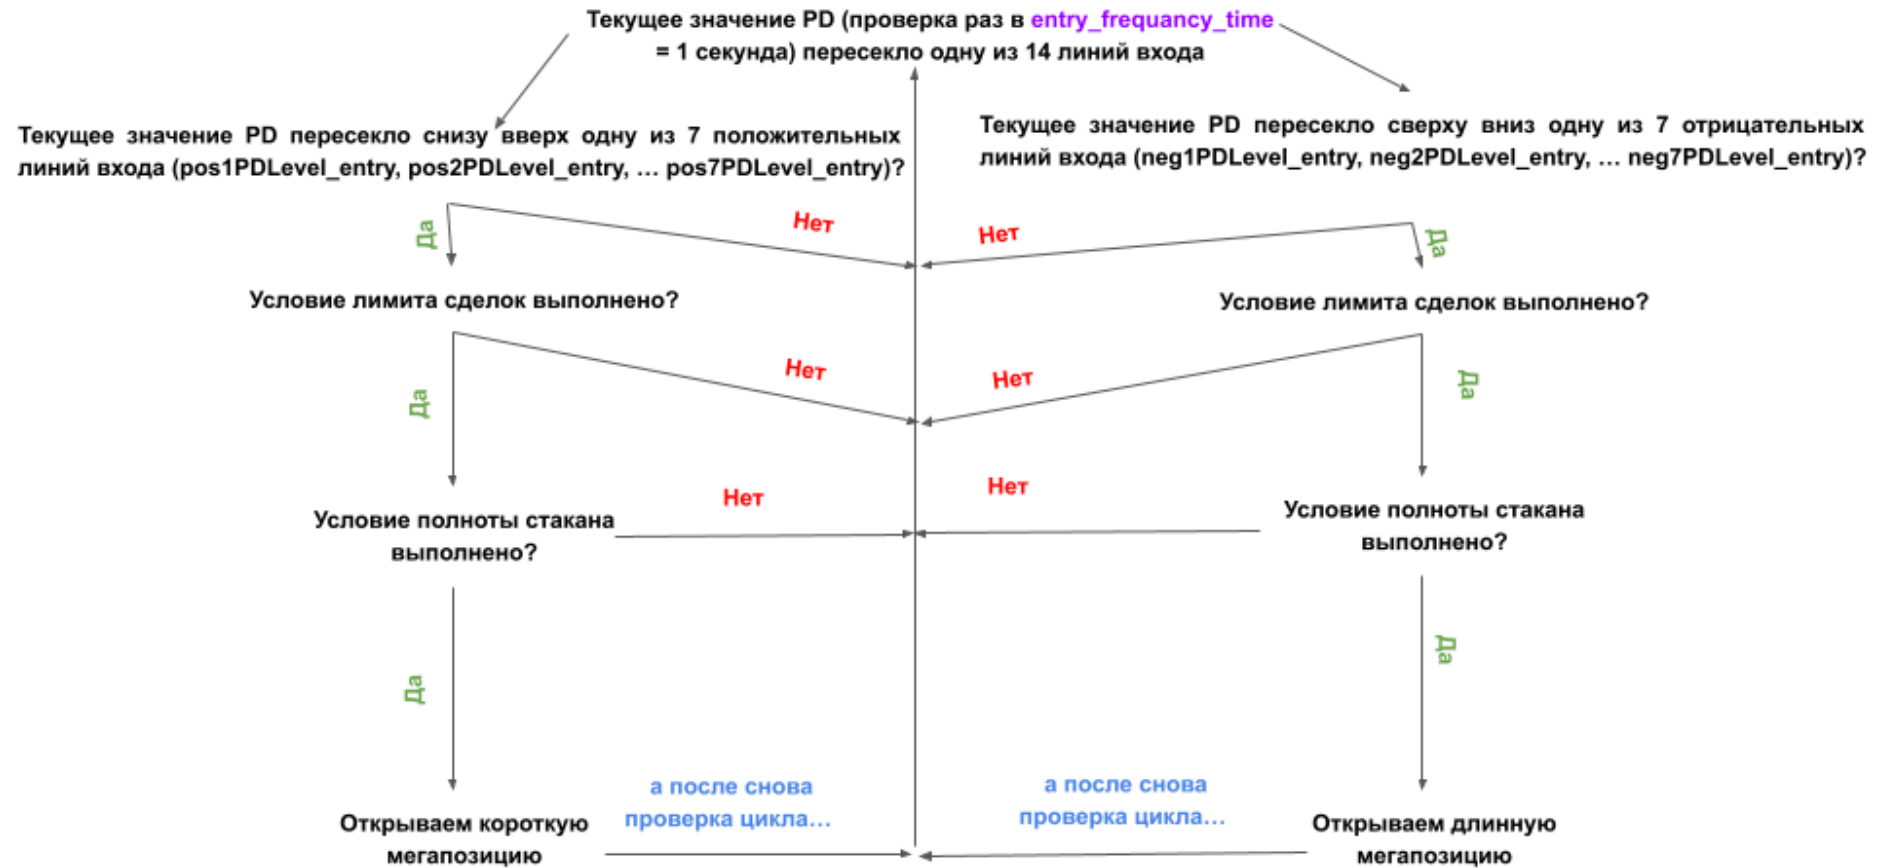 Текущее значение PD (проверка раз в entry_frequancy_time
= 1 секунда) пересекло одну из 14 линий входа
Текущее значение PD пересекло снизу вверх одну из 7 положительных
линий входа (pos1PDLevel_entry, pos2PDLevel_entry, ... pos7PDLevel_entry)?
Текущее значение PD пересекло сверху вниз одну из 7 отрицательных
линий входа (neg1PDLevel_entry, neg2PDLevel_entry, ... neg7PDLevel_entry)?
Да
Нет
Нет
Да
Условие лимита сделок выполнено?
Условие лимита сделок выполнено?
Да
Нет
Нет
Да
Условие полноты стакана
выполнено?
Нет
Нет
Условие полноты стакана
выполнено?
Да
Да
Открываем короткую
мегапозицию
а после снова
проверка цикла...
а после снова
проверка цикла...
Открываем длинную
мегапозицию